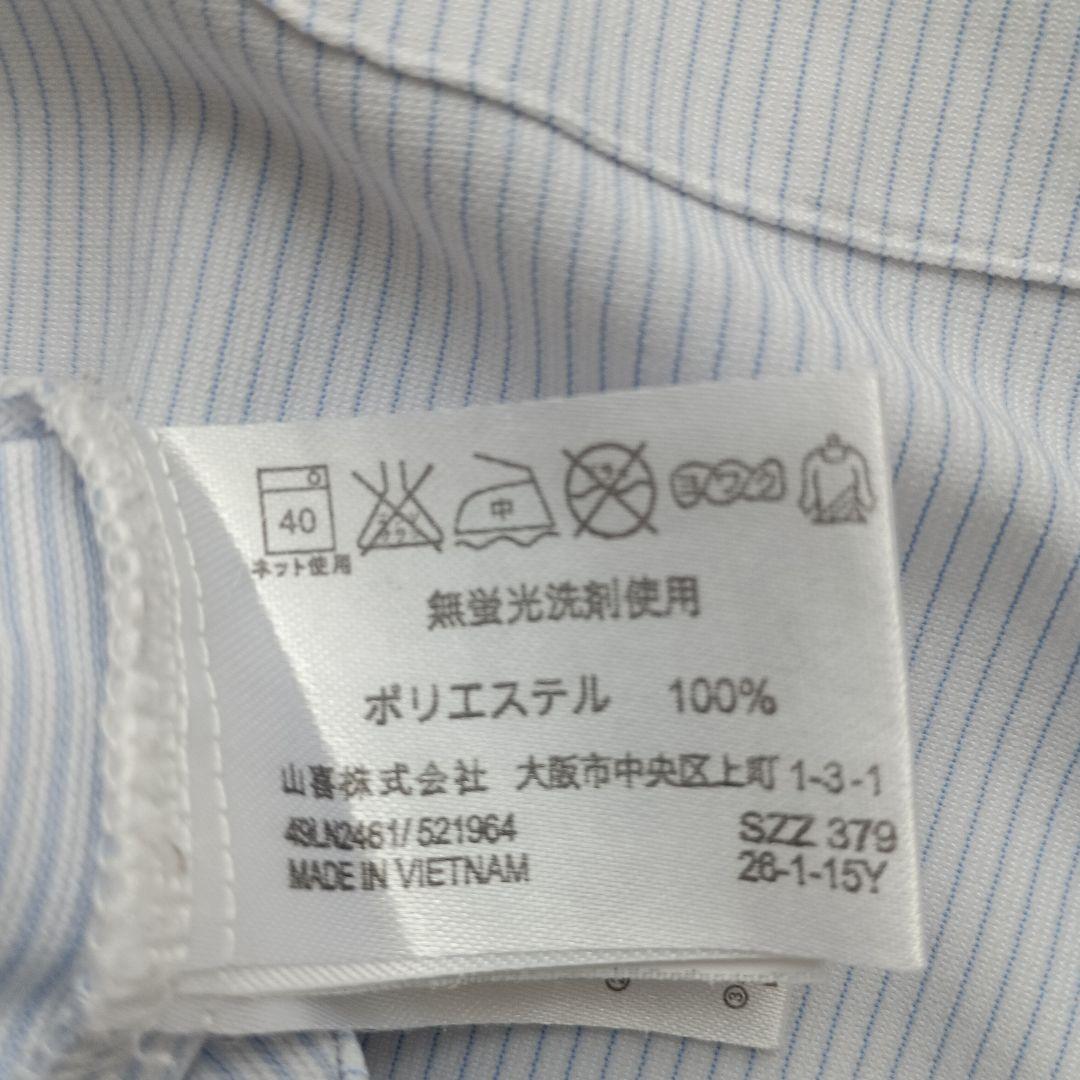 40
中
ネット使用
無蛍光洗剤使用
ポリエステル 100%
山喜株式会社 大阪市中央区上町 1-3-1
49LN2461/521964 SZZ 379
MADE IN VIETNAM 26-1-15Y
③